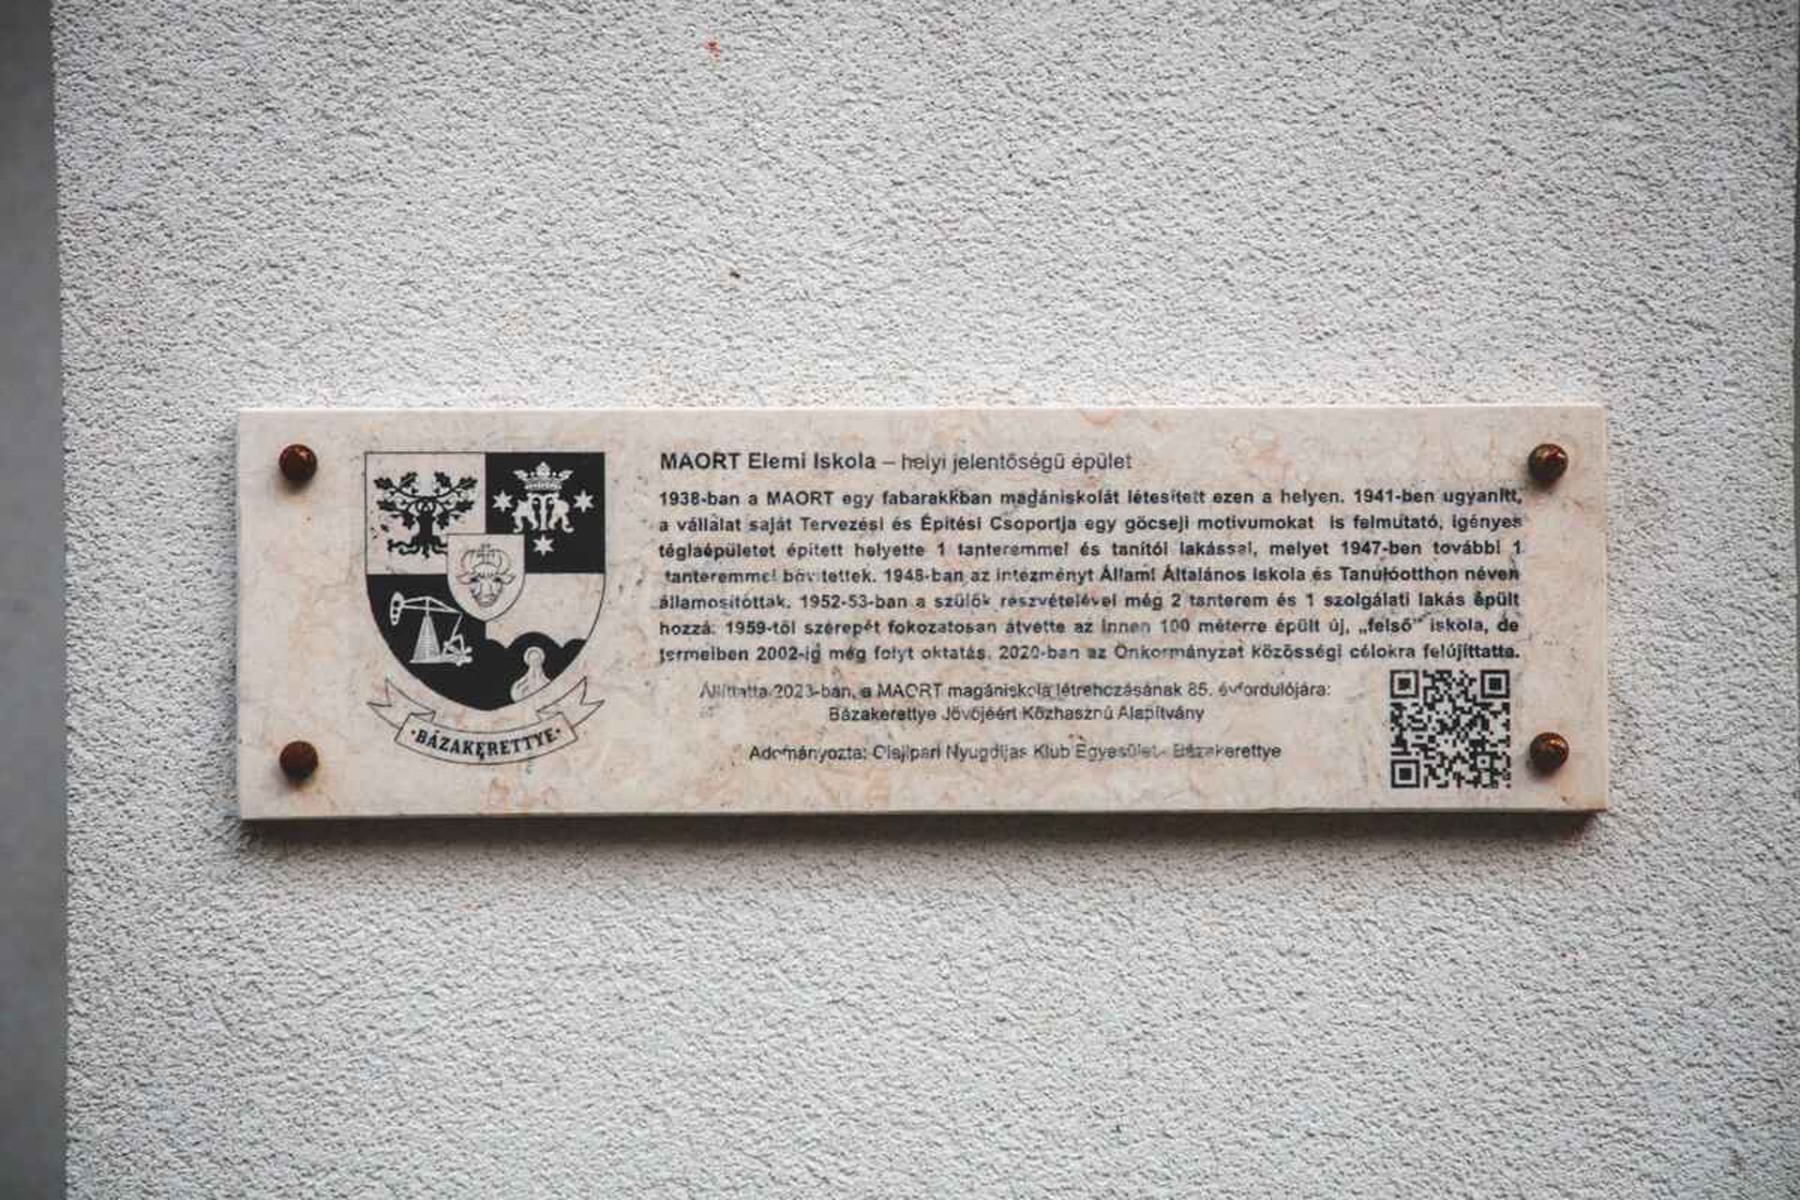 MAORT Elemi Iskola – helyi jelentőségű épület
1938-ban a MAORT egy fabarakkban magániskolát létesített ezen a helyen. 1941-ben ugyanitt,
a vállalat saját Tervezési és Építési Csoportja egy göcseji motívumokat is felmutató, igényes
téglaépületet épített helyette 1 tanteremmel és tanítói lakással, melyet 1947-ben további 1
tanteremmel bővítettek. 1948-ban az intézményt Állami Általános Iskola és Tanulóotthon néven
államosították. 1952-53-ban a szülők részvételével még 2 tanterem és 1 szolgálati lakás épült
hozzá. 1959-től szerepét fokozatosan átvette az innen 100 méterre épült új, „felső” iskola, de
termeiben 2002-ig még folyt oktatás. 2020-ban az Önkormányzat közösségi célokra felújíttatta.
Állíttatta 2023-ban, a MAORT magániskola létrehozásának 85. évfordulójára:
Bázakerettye Jövőjéért Közhasznú Alapítvány
Adományozta: Olajipari Nyugdíjas Klub Egyesület - Bázakerettye
·BÁZAKERETTYE·